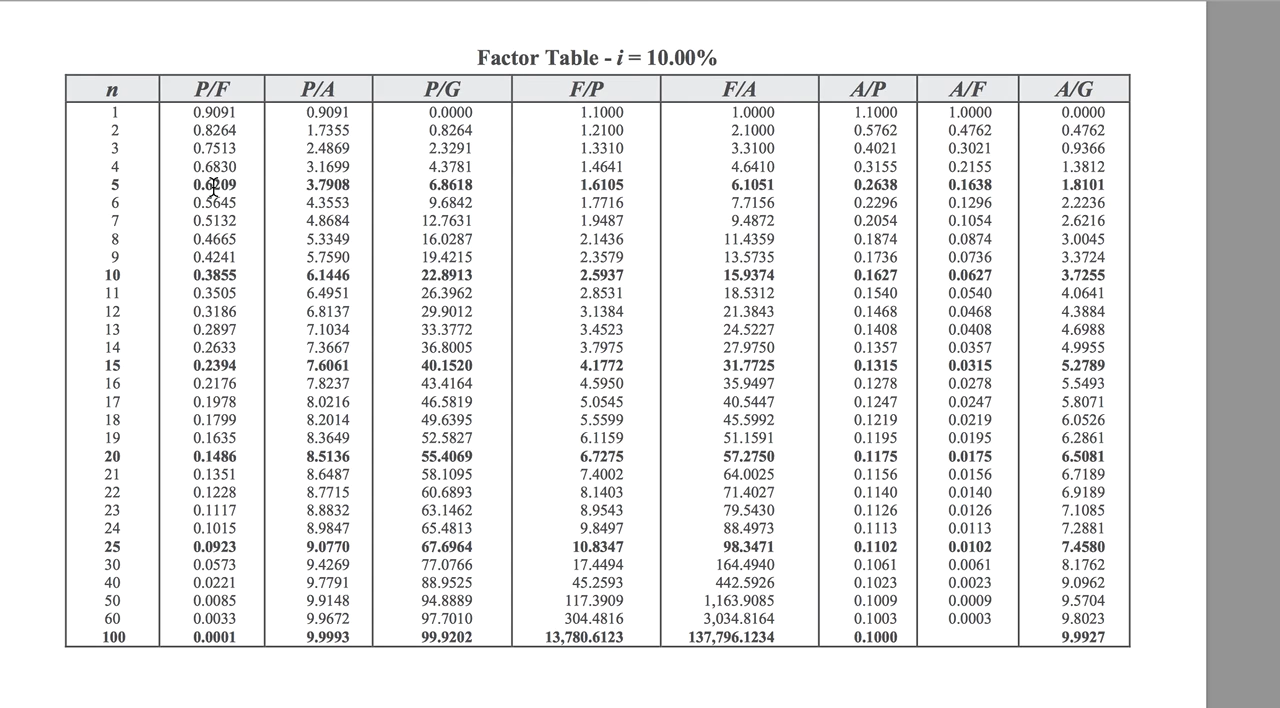 Factor Table - i = 10.00%
n P/F P/A P/G F/P F/A A/P A/F A/G
1 0.9091 0.9091 0.0000 1.1000 1.0000 1.1000 1.0000 0.0000
2 0.8264 1.7355 0.8264 1.2100 2.1000 0.5762 0.4762 0.4762
3 0.7513 2.4869 2.3291 1.3310 3.3100 0.4021 0.3021 0.9366
4 0.6830 3.1699 4.3781 1.4641 4.6410 0.3155 0.2155 1.3812
5 0.6209 3.7908 6.8618 1.6105 6.1051 0.2638 0.1638 1.8101
6 0.5645 4.3553 9.6842 1.7716 7.7156 0.2296 0.1296 2.2236
7 0.5132 4.8684 12.7631 1.9487 9.4872 0.2054 0.1054 2.6216
8 0.4665 5.3349 16.0287 2.1436 11.4359 0.1874 0.0874 3.0045
9 0.4241 5.7590 19.4215 2.3579 13.5735 0.1736 0.0736 3.3724
10 0.3855 6.1446 22.8913 2.5937 15.9374 0.1627 0.0627 3.7255
11 0.3505 6.4951 26.3962 2.8531 18.5312 0.1540 0.0540 4.0641
12 0.3186 6.8137 29.9012 3.1384 21.3843 0.1468 0.0468 4.3884
13 0.2897 7.1034 33.3772 3.4523 24.5227 0.1408 0.0408 4.6988
14 0.2633 7.3667 36.8005 3.7975 27.9750 0.1357 0.0357 4.9955
15 0.2394 7.6061 40.1520 4.1772 31.7725 0.1315 0.0315 5.2789
16 0.2176 7.8237 43.4164 4.5950 35.9497 0.1278 0.0278 5.5493
17 0.1978 8.0216 46.5819 5.0545 40.5447 0.1247 0.0247 5.8071
18 0.1799 8.2014 49.6395 5.5599 45.5992 0.1219 0.0219 6.0526
19 0.1635 8.3649 52.5827 6.1159 51.1591 0.1195 0.0195 6.2861
20 0.1486 8.5136 55.4069 6.7275 57.2750 0.1175 0.0175 6.5081
21 0.1351 8.6487 58.1095 7.4002 64.0025 0.1156 0.0156 6.7189
22 0.1228 8.7715 60.6893 8.1403 71.4027 0.1140 0.0140 6.9189
23 0.1117 8.8832 63.1462 8.9543 79.5430 0.1126 0.0126 7.1085
24 0.1015 8.9847 65.4813 9.8497 88.4973 0.1113 0.0113 7.2881
25 0.0923 9.0770 67.6964 10.8347 98.3471 0.1102 0.0102 7.4580
30 0.0573 9.4269 77.0766 17.4494 164.4940 0.1061 0.0061 8.1762
40 0.0221 9.7791 88.9525 45.2593 442.5926 0.1023 0.0023 9.0962
50 0.0085 9.9148 94.8889 117.3909 1,163.9085 0.1009 0.0009 9.5704
60 0.0033 9.9672 97.7010 304.4816 3,034.8164 0.1003 0.0003 9.8023
100 0.0001 9.9993 99.9202 13,780.6123 137,796.1234 0.1000 9.9927